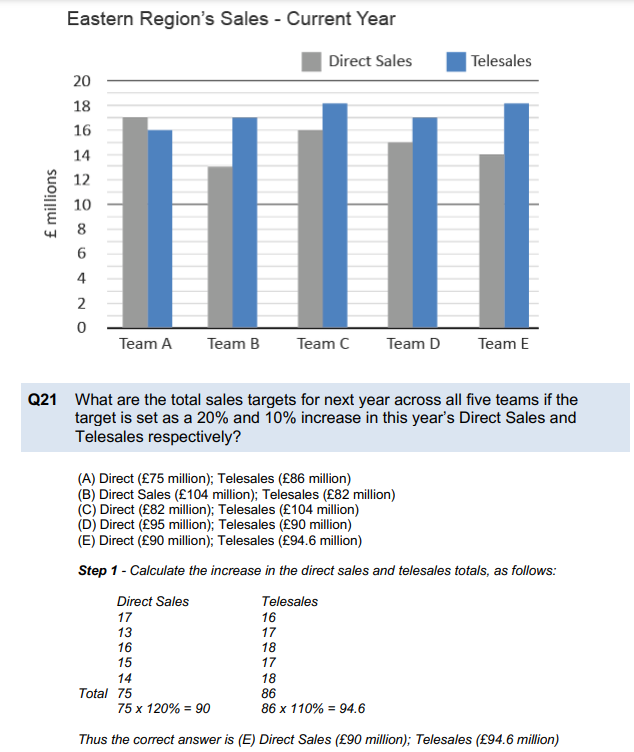 Eastern Region's Sales - Current Year
Direct Sales Telesales
20
18
16
14
12
10
8
6
4
2
0
£ millions
Team A Team B Team C Team D Team E
Q21 What are the total sales targets for next year across all five teams if the
target is set as a 20% and 10% increase in this year's Direct Sales and
Telesales respectively?
(A) Direct (£75 million); Telesales (£86 million)
(B) Direct Sales (£104 million); Telesales (£82 million)
(C) Direct (£82 million); Telesales (£104 million)
(D) Direct (£95 million); Telesales (£90 million)
(E) Direct (£90 million); Telesales (£94.6 million)
Step 1 - Calculate the increase in the direct sales and telesales totals, as follows:
Direct Sales Telesales
17 16
13 17
16 18
15 17
14 18
Total 75 86
75 x 120% = 90 86 x 110% = 94.6
Thus the correct answer is (E) Direct Sales (£90 million); Telesales (£94.6 million)